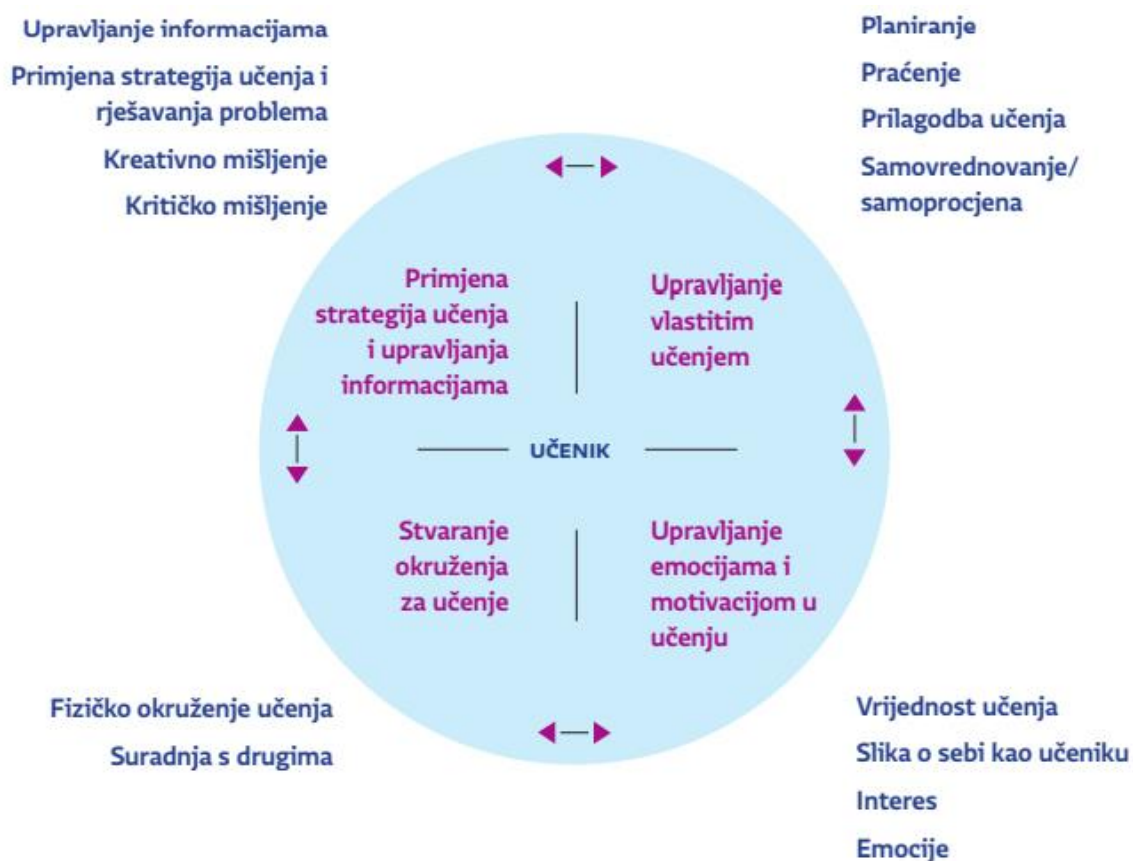 Upravljanje informacijama
Primjena strategija učenja i
rješavanja problema
Kreativno mišljenje
Kritičko mišljenje
Planiranje
Praćenje
Prilagodba učenja
Samovrednovanje/
samoprocjena
Primjena
strategija učenja
i upravljanja
informacijama
Upravljanje
vlastitim
učenjem
UČENIK
Stvaranje
okruženja
za učenje
Upravljanje
emocijama i
motivacijom u
učenju
Fizičko okruženje učenja
Suradnja s drugima
Vrijednost učenja
Slika o sebi kao učeniku
Interes
Emocije